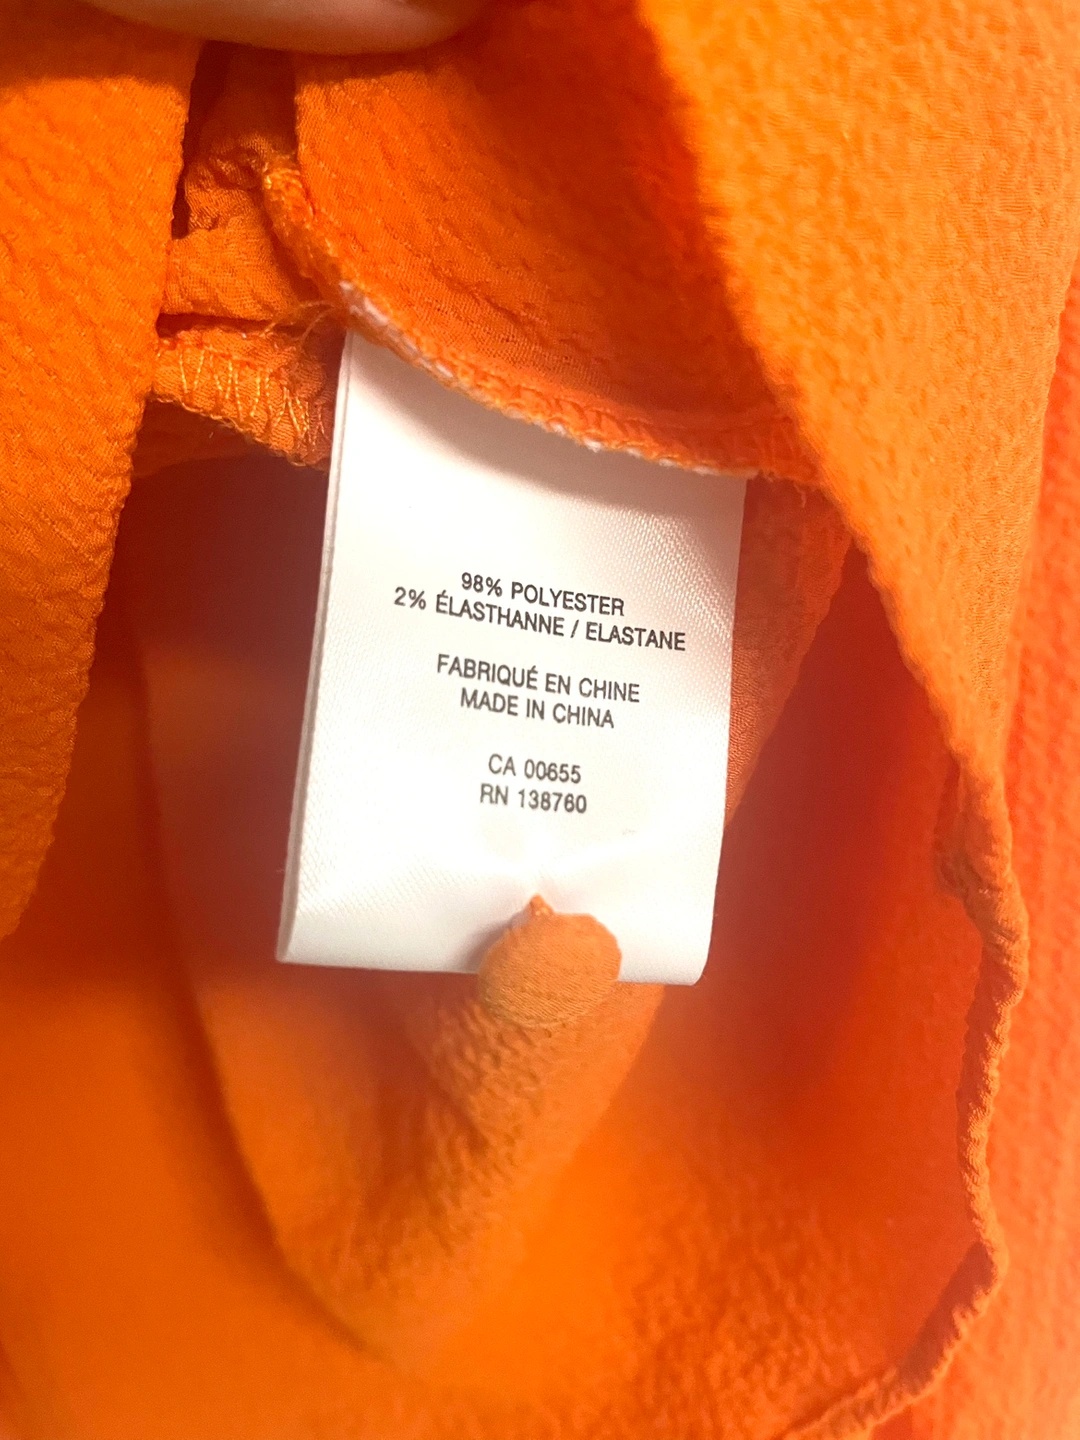 98% POLYESTER
2% ÉLASTHANNE / ELASTANE
FABRIQUÉ EN CHINE
MADE IN CHINA
CA 00655
RN 138760